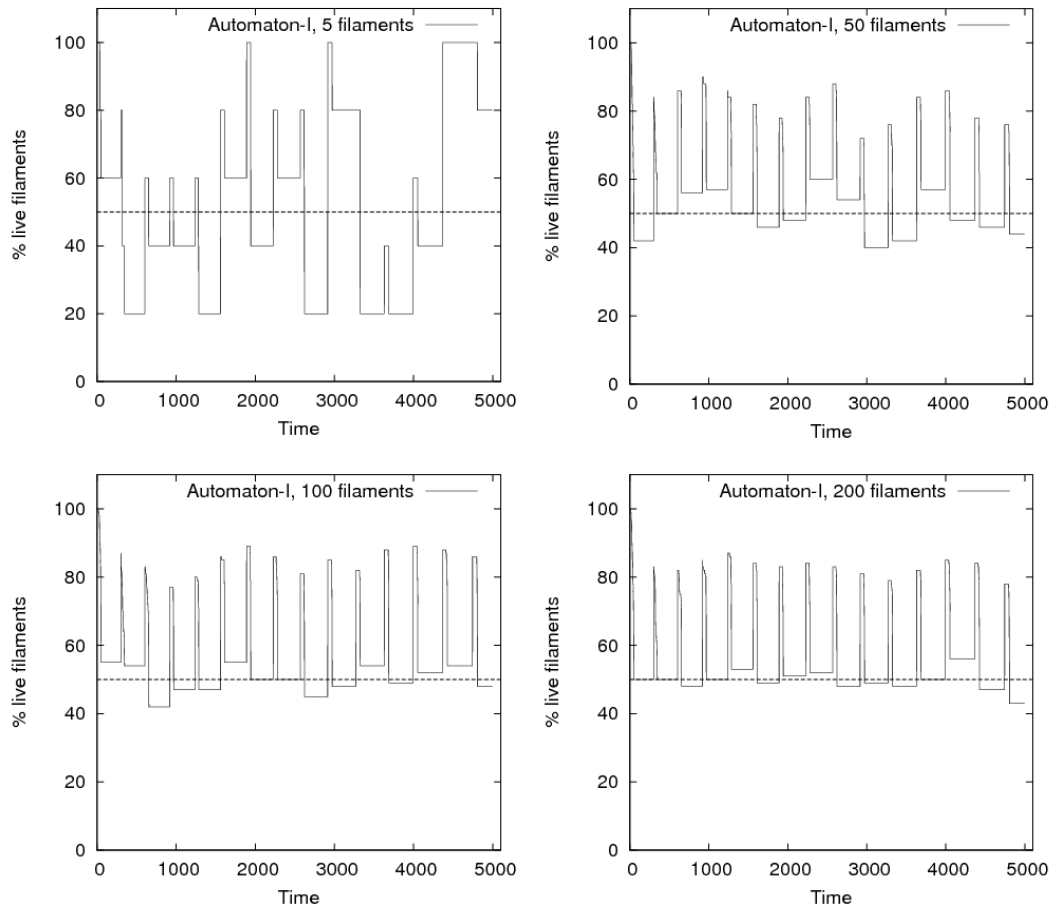 Automaton-I, 5 filaments
100
80
60
40
20
0
% live filaments
0 1000 2000 3000 4000 5000
Time
Automaton-I, 50 filaments
100
80
60
40
20
0
% live filaments
0 1000 2000 3000 4000 5000
Time
Automaton-I, 100 filaments
100
80
60
40
20
0
% live filaments
0 1000 2000 3000 4000 5000
Time
Automaton-I, 200 filaments
100
80
60
40
20
0
% live filaments
0 1000 2000 3000 4000 5000
Time